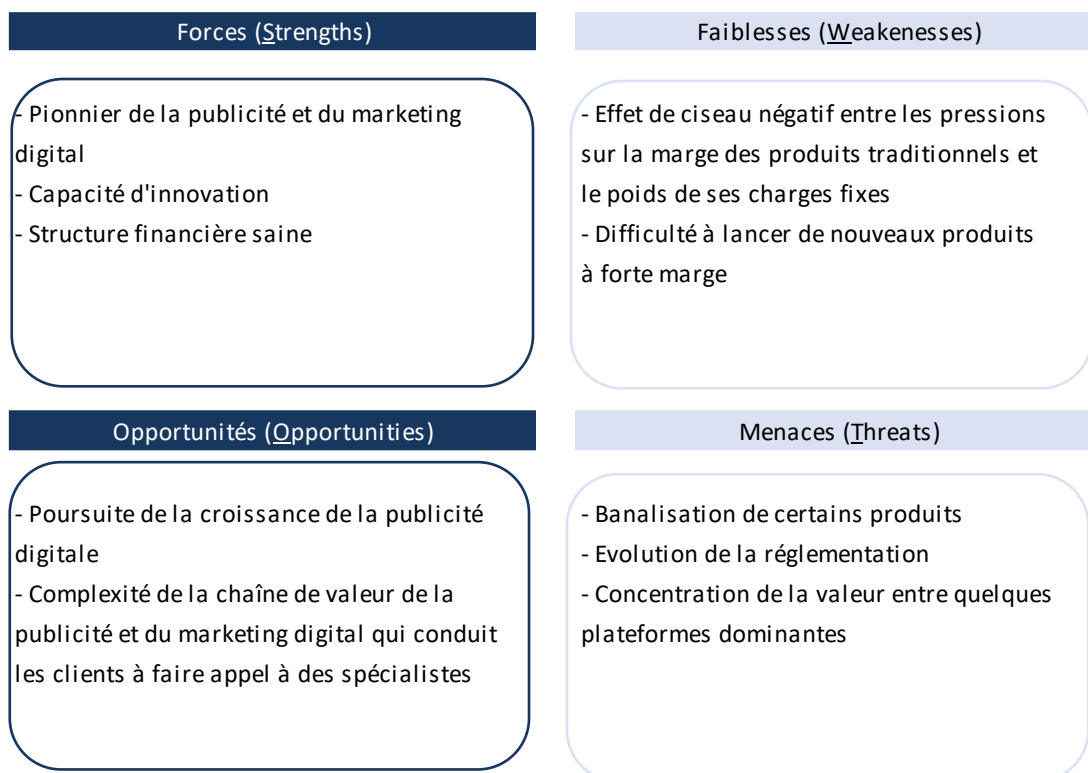 Forces (Strengths)
- Pionnier de la publicité et du marketing
digital
- Capacité d'innovation
- Structure financière saine
Faiblesses (Weakenesses)
- Effet de ciseau négatif entre les pressions
sur la marge des produits traditionnels et
le poids de ses charges fixes
- Difficulté à lancer de nouveaux produits
à forte marge
Opportunités (Opportunities)
- Poursuite de la croissance de la publicité
digitale
- Complexité de la chaîne de valeur de la
publicité et du marketing digital qui conduit
les clients à faire appel à des spécialistes
Menaces (Threats)
- Banalisation de certains produits
- Evolution de la réglementation
- Concentration de la valeur entre quelques
plateformes dominantes